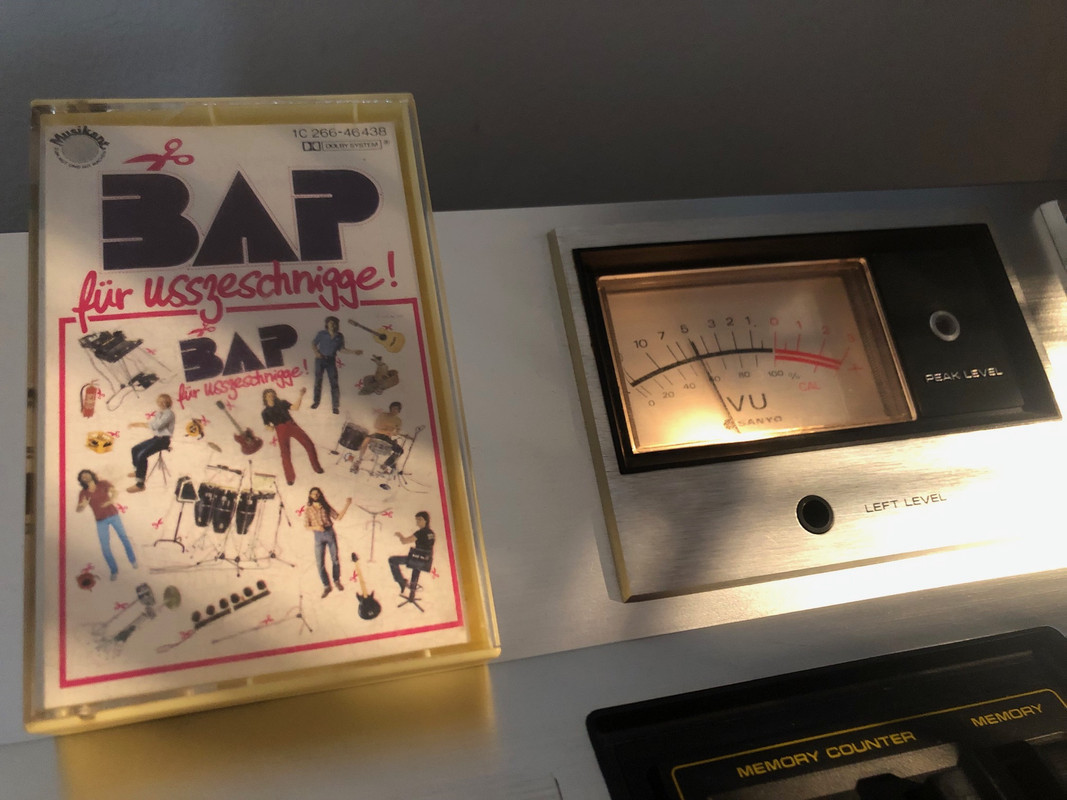 Musikant
1C 266-46438
DOLBY SYSTEM®
BAP
für usszeschnigge!
BAP
für usszeschnigge!
10 7 5 3 2 1 0 1 2 3 +
0 20 40 80 100 %
CAL
VU
SANYO
PEAK LEVEL
LEFT LEVEL
MEMORY COUNTER
MEMORY